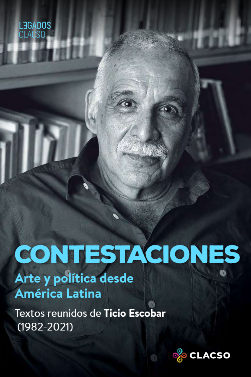 LEGADOS
CLACSO
CONTESTACIONES
Arte y política desde
América Latina
Textos reunidos de Ticio Escobar
(1982-2021)
CLACSO